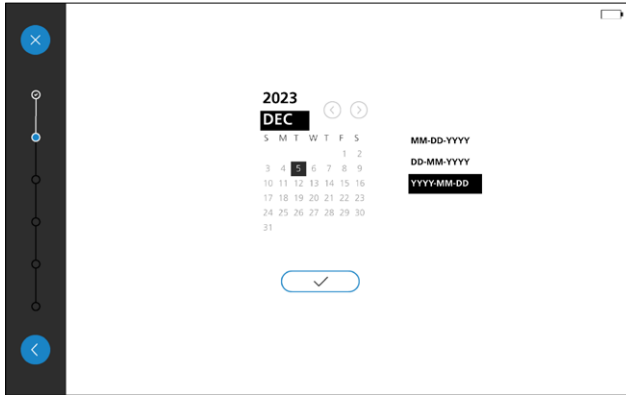 2023
DEC
S M T W T F S
1 2
3 4 5 6 7 8 9
10 11 12 13 14 15 16
17 18 19 20 21 22 23
24 25 26 27 28 29 30
31
MM-DD-YYYY
DD-MM-YYYY
YYYY-MM-DD